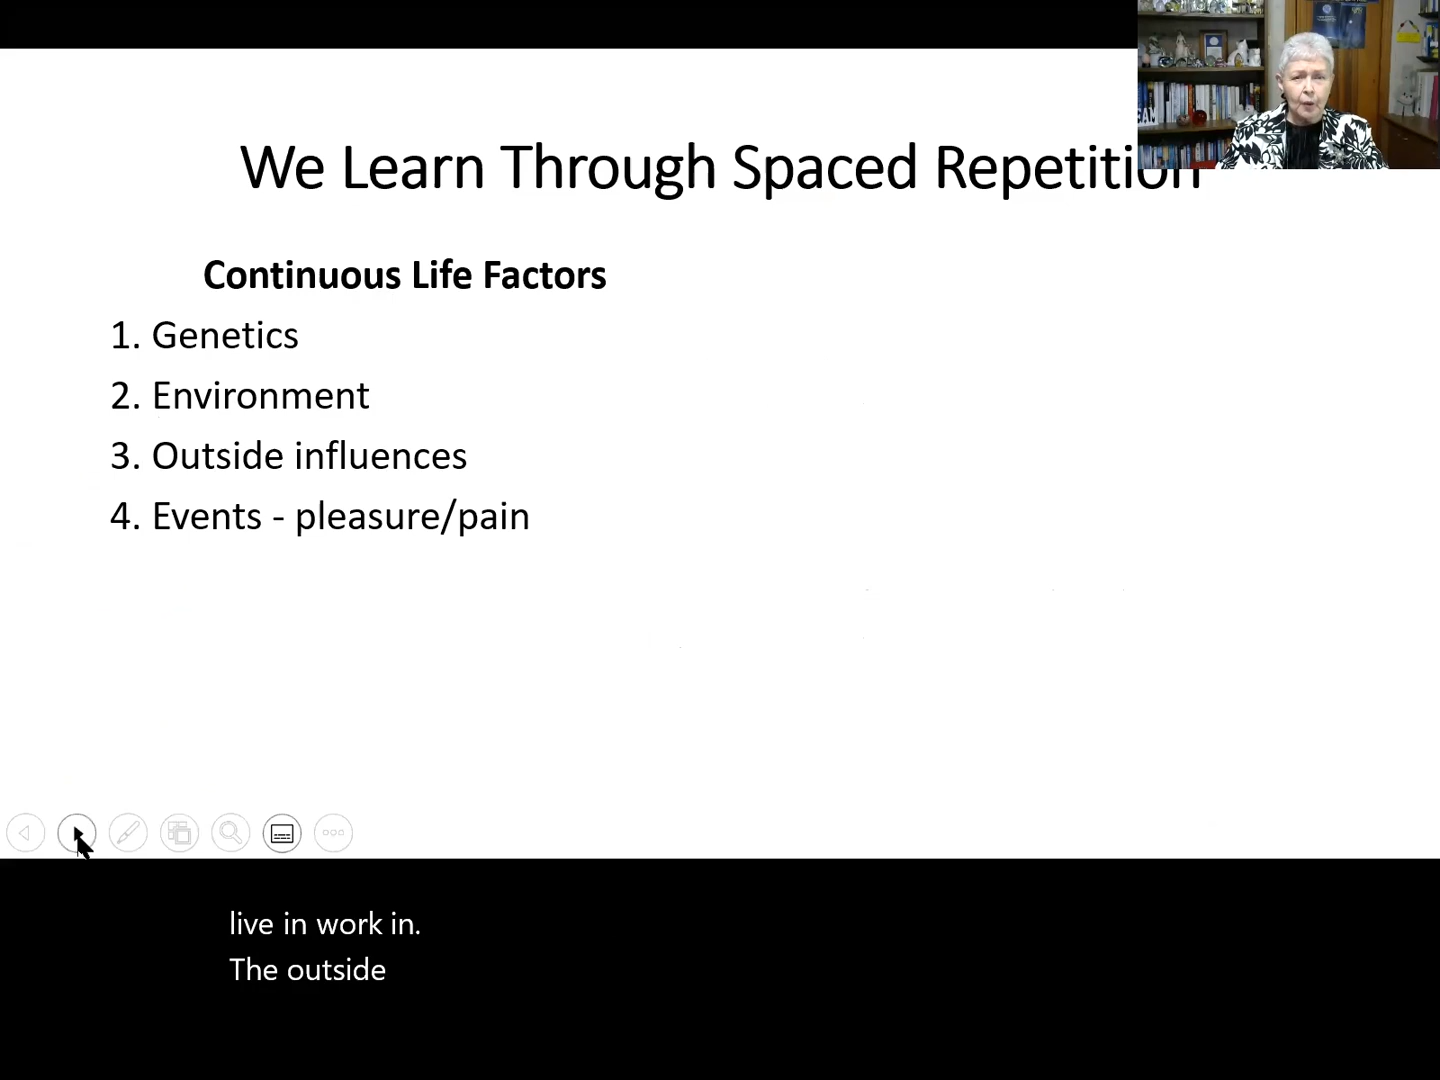 We Learn Through Spaced Repetition
Continuous Life Factors
1. Genetics
2. Environment
3. Outside influences
4. Events - pleasure/pain
live in work in.
The outside